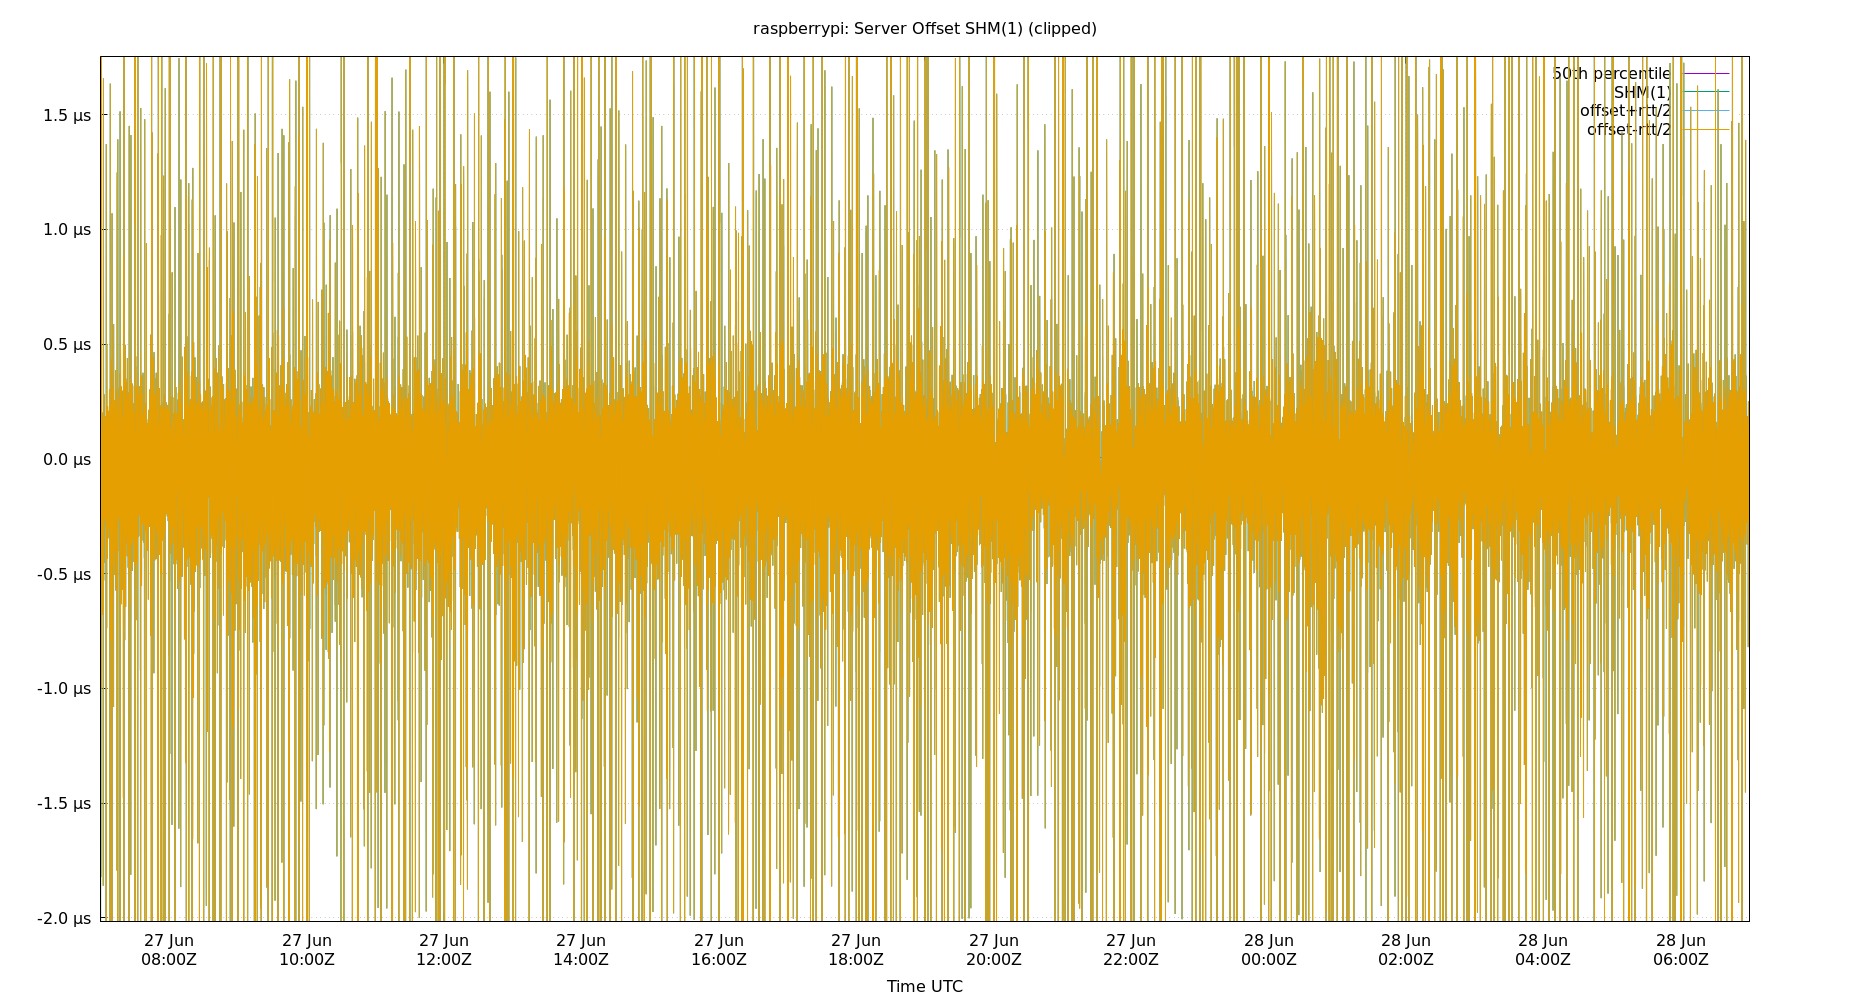 raspberrypi: Server Offset SHM(1) (clipped)
50th percentile
SHM(1)
offset+rtt/2
offset-rtt/2
1.5 µs
1.0 µs
0.5 µs
0.0 µs
-0.5 µs
-1.0 µs
-1.5 µs
-2.0 µs
27 Jun 27 Jun 27 Jun 27 Jun 27 Jun 27 Jun 27 Jun 27 Jun 28 Jun 28 Jun 28 Jun 28 Jun
08:00Z 10:00Z 12:00Z 14:00Z 16:00Z 18:00Z 20:00Z 22:00Z 00:00Z 02:00Z 04:00Z 06:00Z
Time UTC